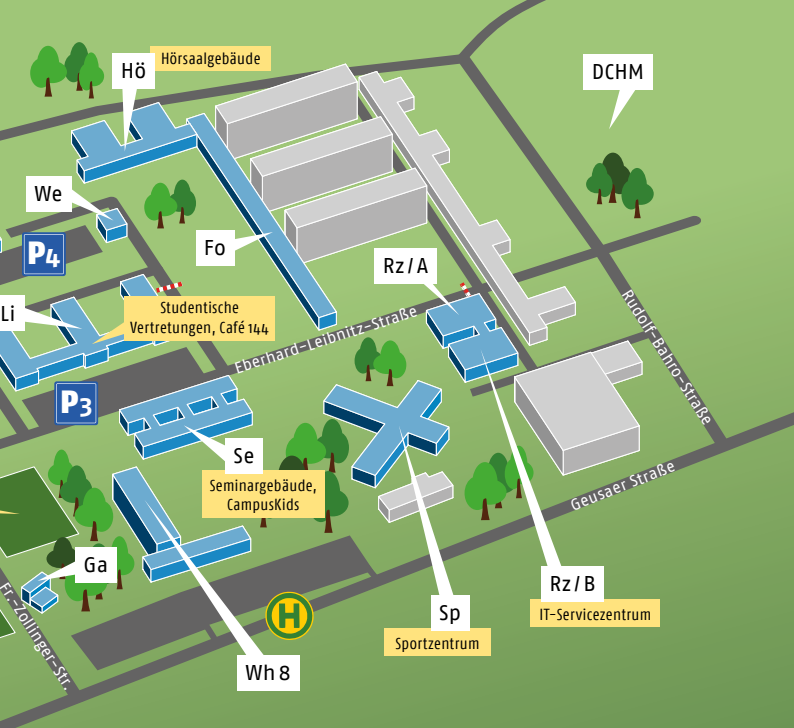 Hörsaalgebäude
Hö
DCHM
We
P4
Fo
Rz/A
Li
Studentische
Vertretungen, Café 144
Eberhard-Leibnitz-Straße
Rudolf-Bahro-Straße
P3
Se
Seminargebäude,
CampusKids
Geusaer Straße
Ga
Fr.-Zollinger-Str.
Rz/B
IT-Servicezentrum
H
Sp
Sportzentrum
Wh 8